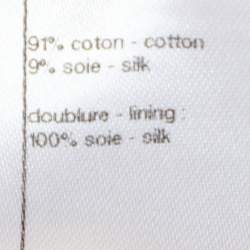 91% coton - cotton
9% soie - silk
doublure - lining :
100% soie - silk